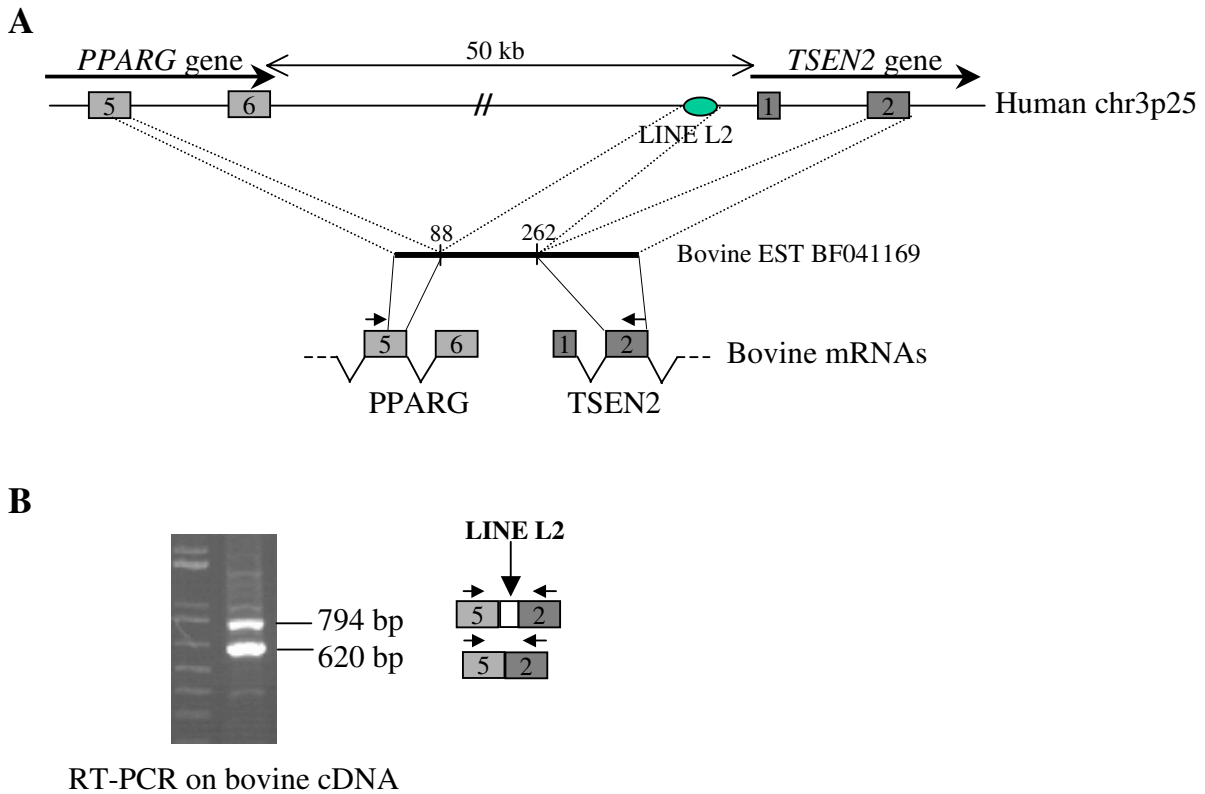 A
PPARG gene
50 kb
TSEN2 gene
5
6
//
1
2
Human chr3p25
LINE L2
88
262
Bovine EST BF041169
5
6
1
2
Bovine mRNAs
PPARG
TSEN2
B
LINE L2
794 bp
5
2
620 bp
5
2
RT-PCR on bovine cDNA